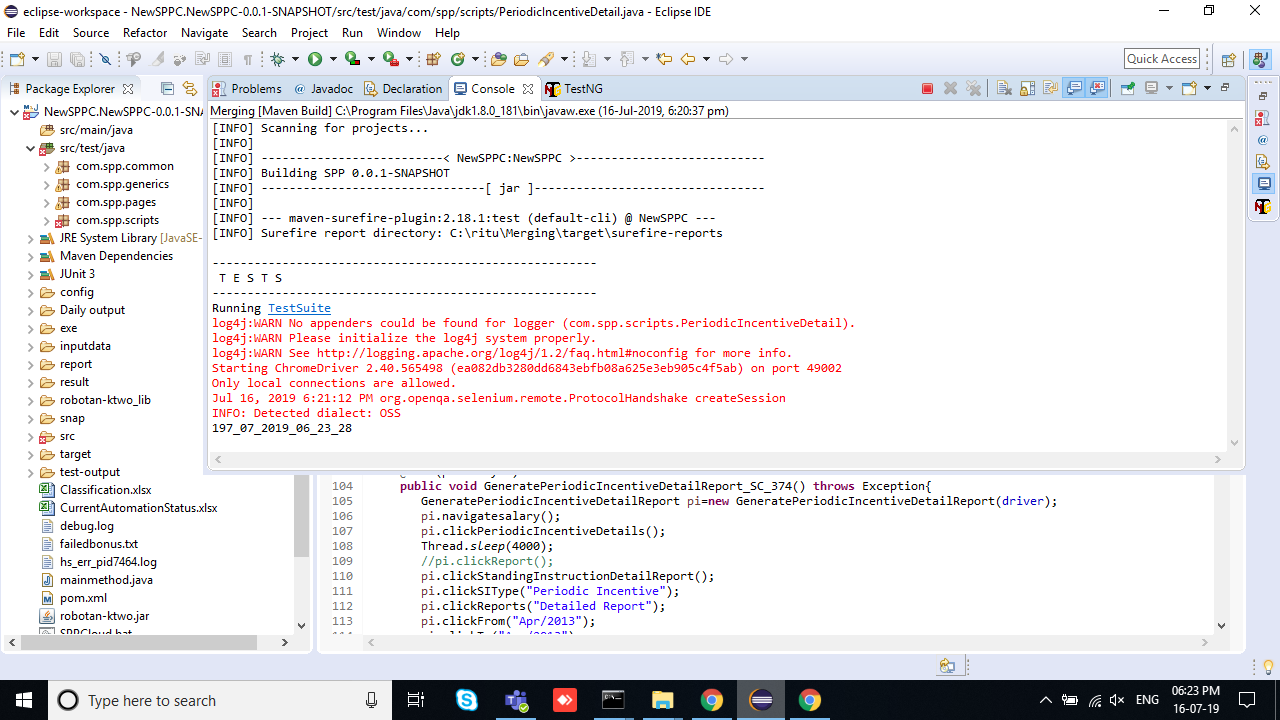 eclipse-workspace - NewSPPC.NewSPPC-0.0.1-SNAPSHOT/src/test/java/com/spp/scripts/PeriodicIncentiveDetail.java - Eclipse IDE
File Edit Source Refactor Navigate Search Project Run Window Help
Quick Access
Package Explorer
Problems @ Javadoc Declaration Console TestNG
NewSPPC.NewSPPC-0.0.1-SNA
src/main/java
src/test/java
com.spp.common
com.spp.generics
com.spp.pages
com.spp.scripts
JRE System Library [JavaSE-
Maven Dependencies
JUnit 3
config
Daily output
exe
inputdata
report
result
robotan-ktwo_lib
snap
src
target
test-output
Classification.xlsx
CurrentAutomationStatus.xlsx
debug.log
failedbonus.txt
hs_err_pid7464.log
mainmethod.java
pom.xml
robotan-ktwo.jar
SPPCloud.bat
Merging [Maven Build] C:\Program Files\Java\jdk1.8.0_181\bin\javaw.exe (16-Jul-2019, 6:20:37 pm)
[INFO] Scanning for projects...
[INFO]
[INFO] --------------------------< NewSPPC:NewSPPC >---------------------------
[INFO] Building SPP 0.0.1-SNAPSHOT
[INFO] --------------------------------[ jar ]---------------------------------
[INFO]
[INFO] --- maven-surefire-plugin:2.18.1:test (default-cli) @ NewSPPC ---
[INFO] Surefire report directory: C:\ritu\Merging\target\surefire-reports
-------------------------------------------------------
T E S T S
-------------------------------------------------------
Running TestSuite
log4j:WARN No appenders could be found for logger (com.spp.scripts.PeriodicIncentiveDetail).
log4j:WARN Please initialize the log4j system properly.
log4j:WARN See http://logging.apache.org/log4j/1.2/faq.html#noconfig for more info.
Starting ChromeDriver 2.40.565498 (ea082db3280dd6843ebfb08a625e3eb905c4f5ab) on port 49002
Only local connections are allowed.
Jul 16, 2019 6:21:12 PM org.openqa.selenium.remote.ProtocolHandshake createSession
INFO: Detected dialect: OSS
197_07_2019_06_23_28
104 public void GeneratePeriodicIncentiveDetailReport_SC_374() throws Exception{
105 GeneratePeriodicIncentiveDetailReport pi=new GeneratePeriodicIncentiveDetailReport(driver);
106 pi.navigatesalary();
107 pi.clickPeriodicIncentiveDetails();
108 Thread.sleep(4000);
109 //pi.clickReport();
110 pi.clickStandingInstructionDetailReport();
111 pi.clickSIType("Periodic Incentive");
112 pi.clickReports("Detailed Report");
113 pi.clickFrom("Apr/2013");
Type here to search
ENG
06:23 PM
16-07-19